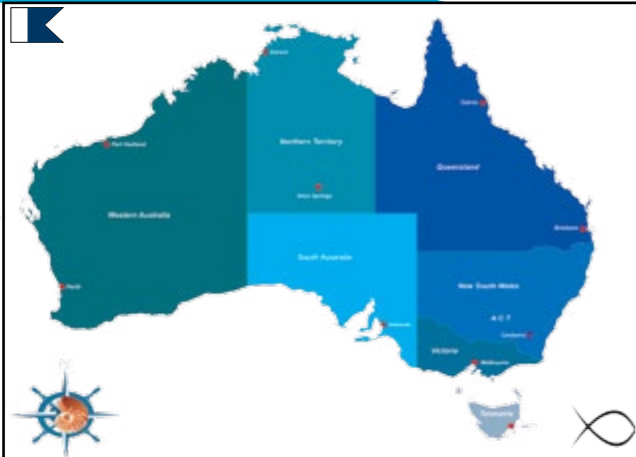 Darwin
Cairns
Port Hedland
Northern Territory
Queensland
Alice Springs
Western Australia
Brisbane
South Australia
New South Wales
Perth
A C T
Adelaide
Canberra
Victoria
Melbourne
Tasmania